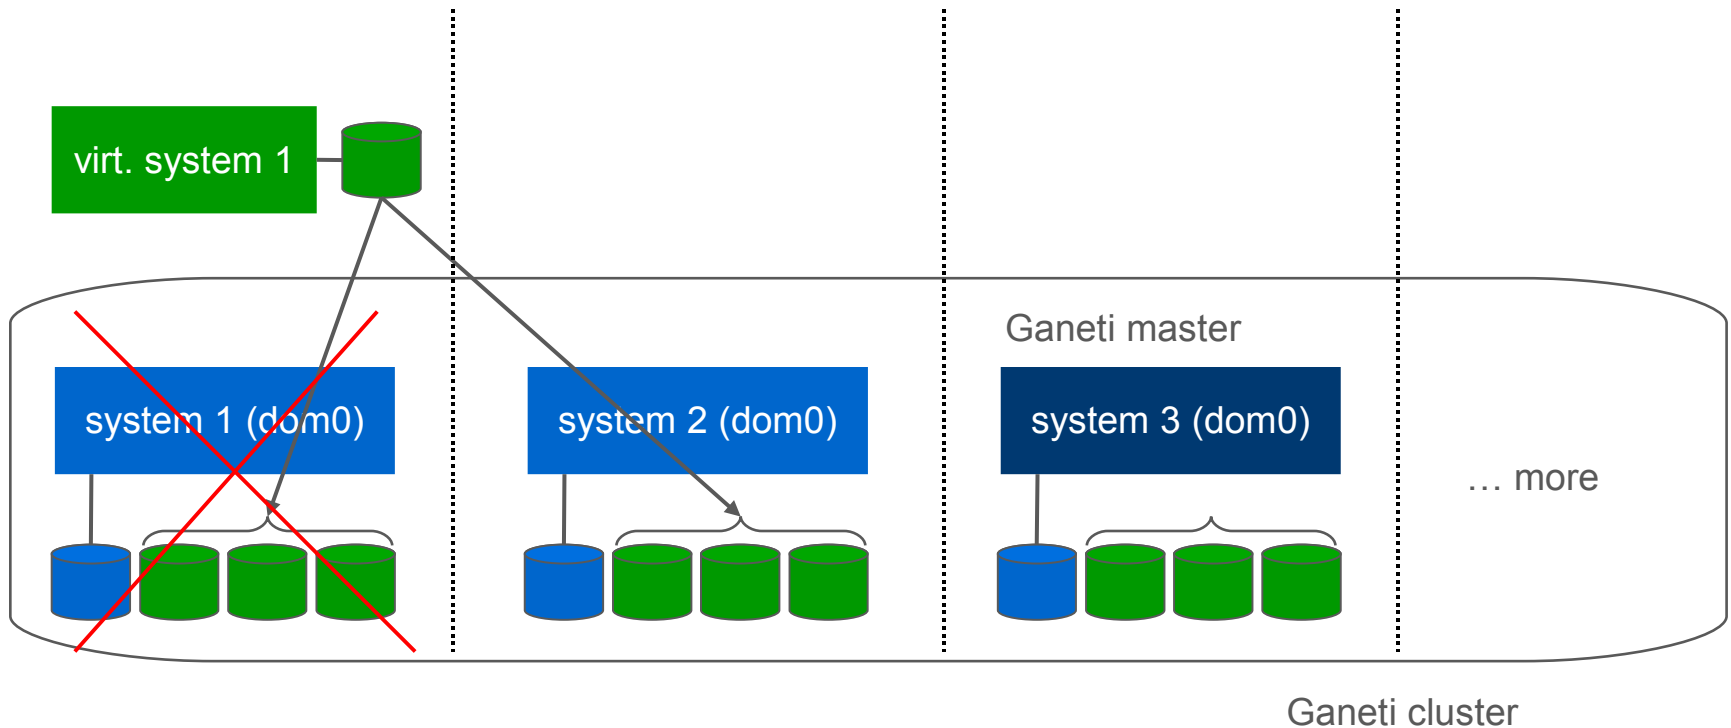 virt. system 1
Ganeti master
system 1 (dom0)
system 2 (dom0)
system 3 (dom0)
… more
Ganeti cluster